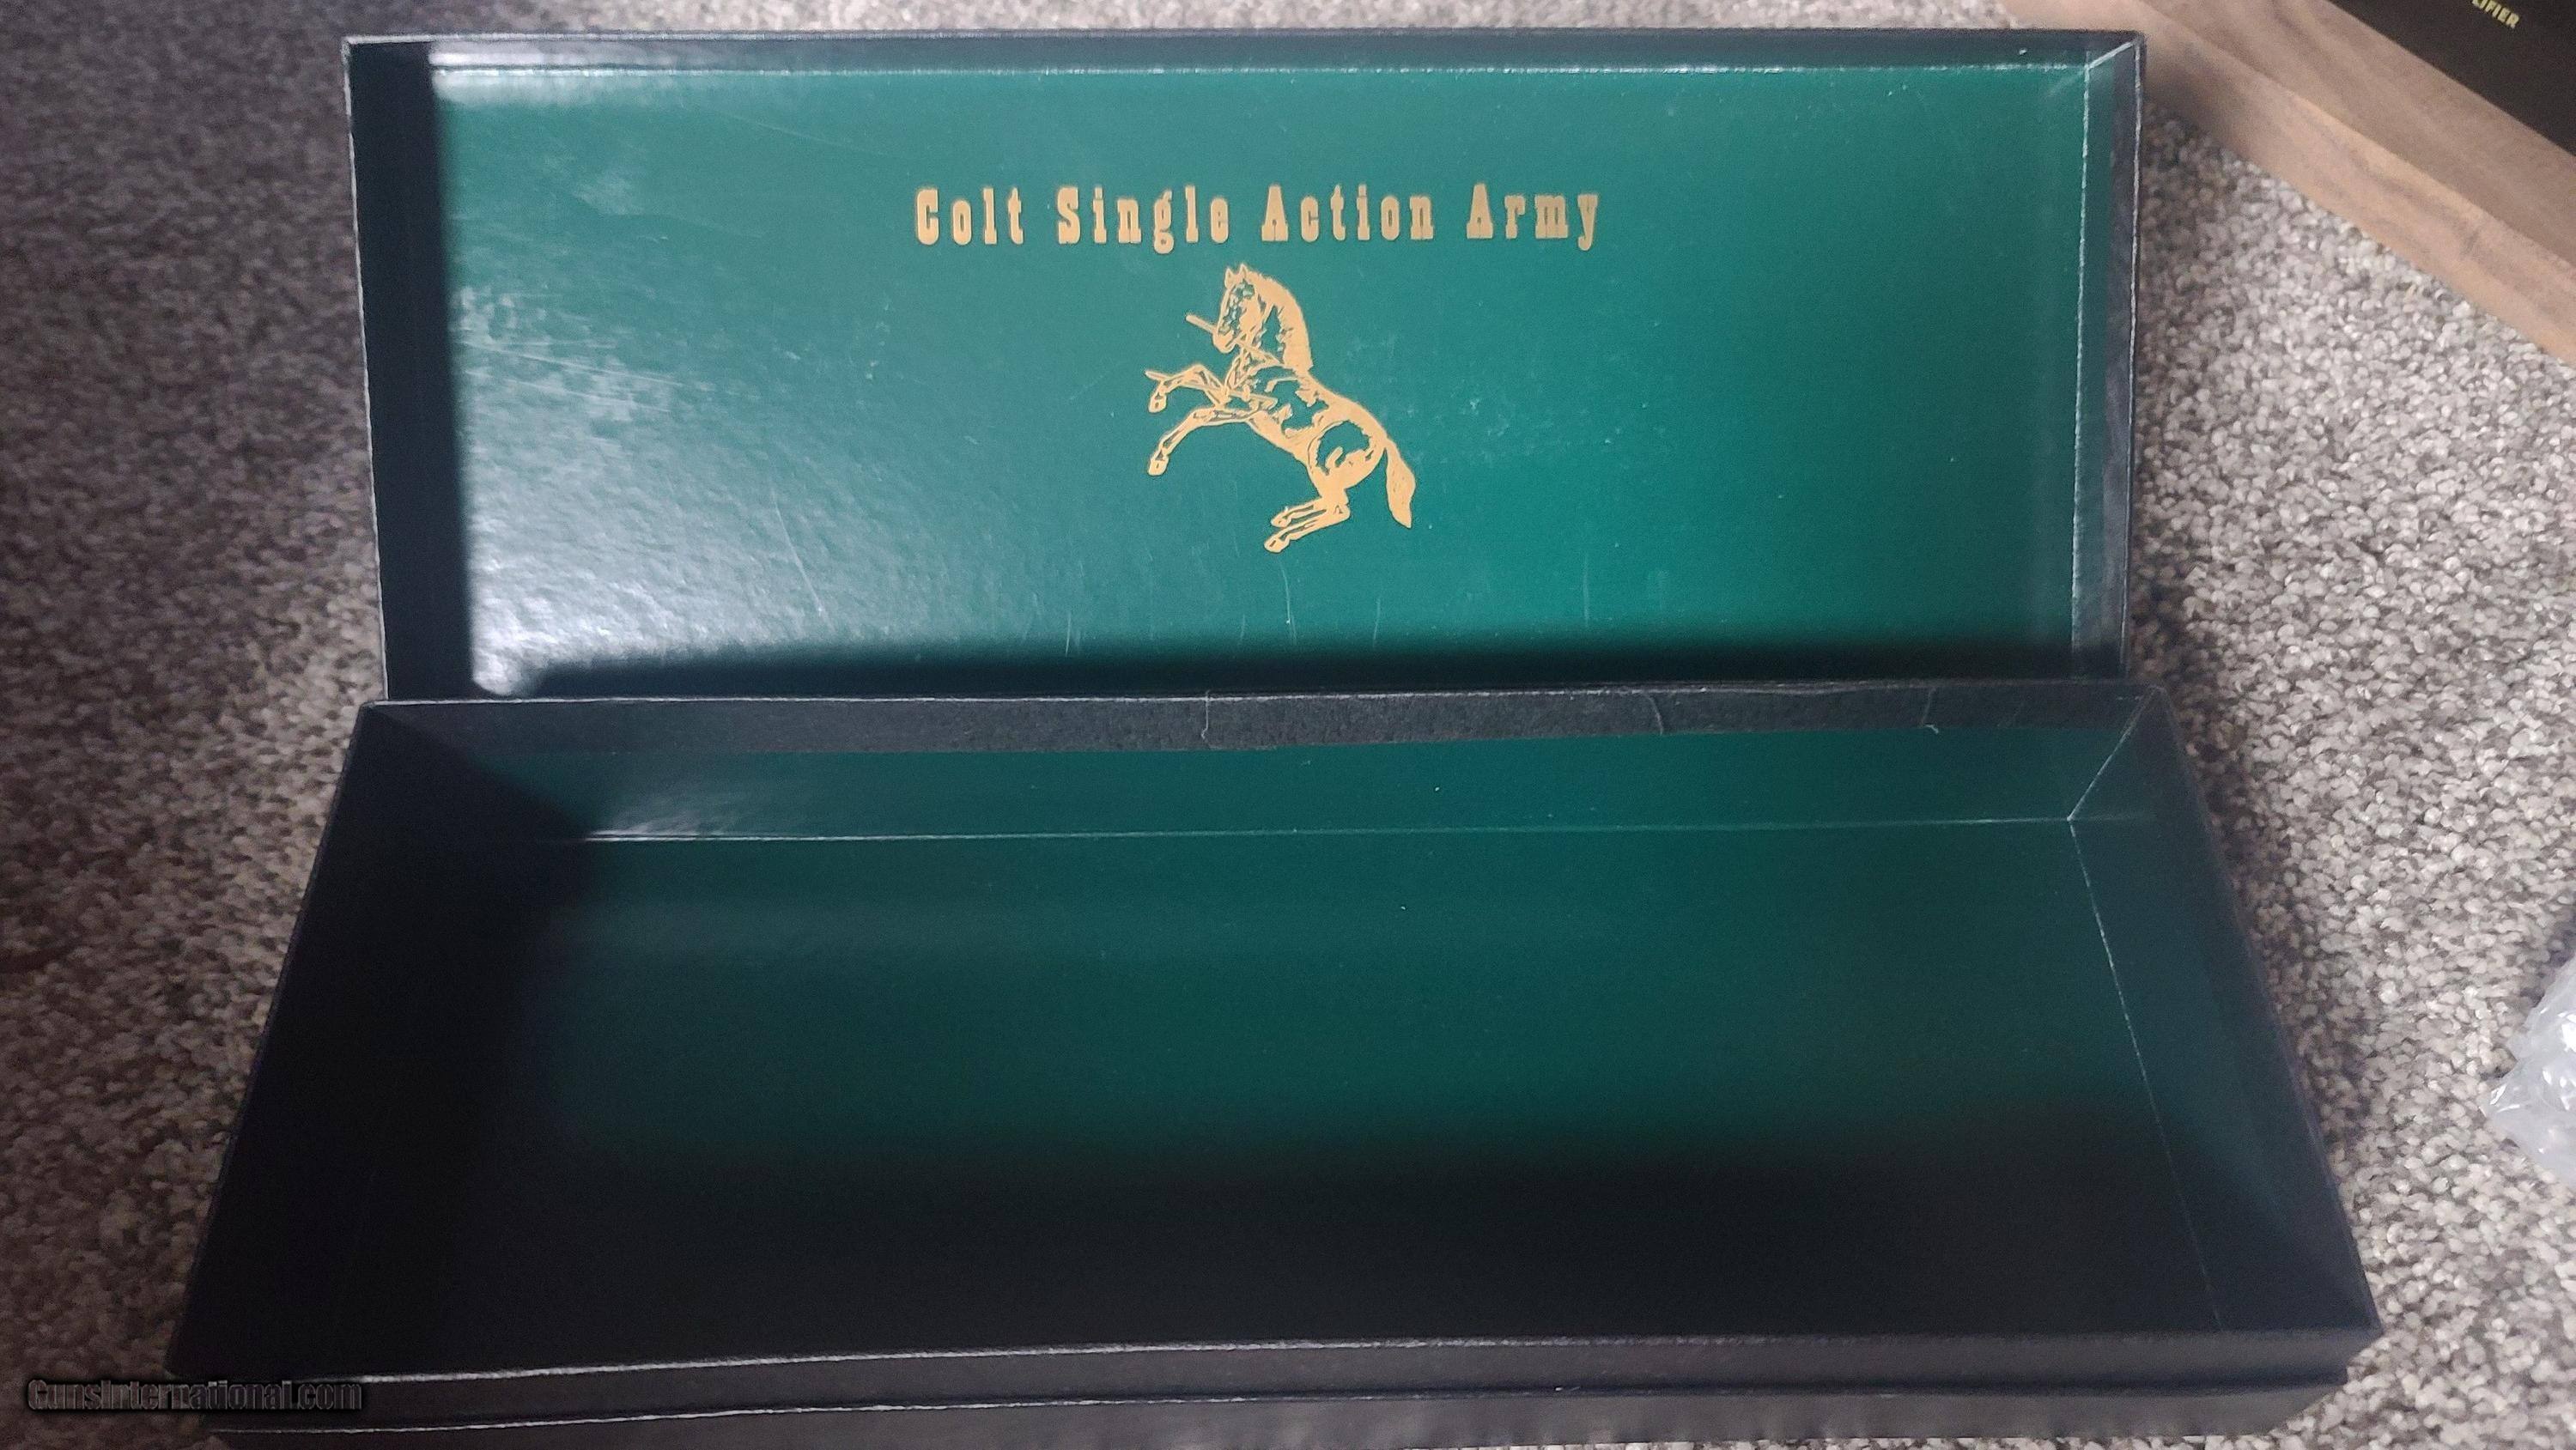 Colt Single Action Army
GunsInternational.com